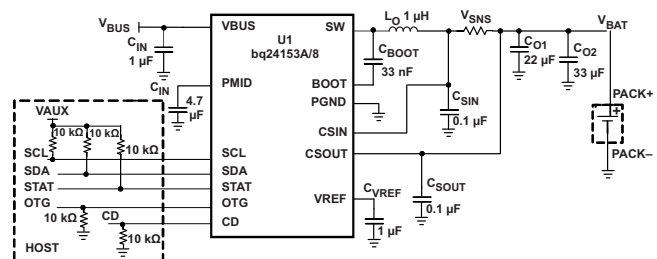 VBUS
CIN
1 μF
VBUS
U1
bq24153A/8
SW
LO 1 μH
VSNS
VBAT
CBOOT
33 nF
CO1
22 μF
CO2
33 μF
CIN
PMID
4.7
μF
BOOT
PGND
CSIN
CSIN
0.1 μF
PACK+
+
PACK–
VAUX
10 kΩ
10 kΩ
10 kΩ
SCL
SDA
STAT
OTG
10 kΩ
CD
10 kΩ
HOST
SCL
SDA
STAT
OTG
CD
CSOUT
VREF
CVREF
1 μF
CSOUT
0.1 μF